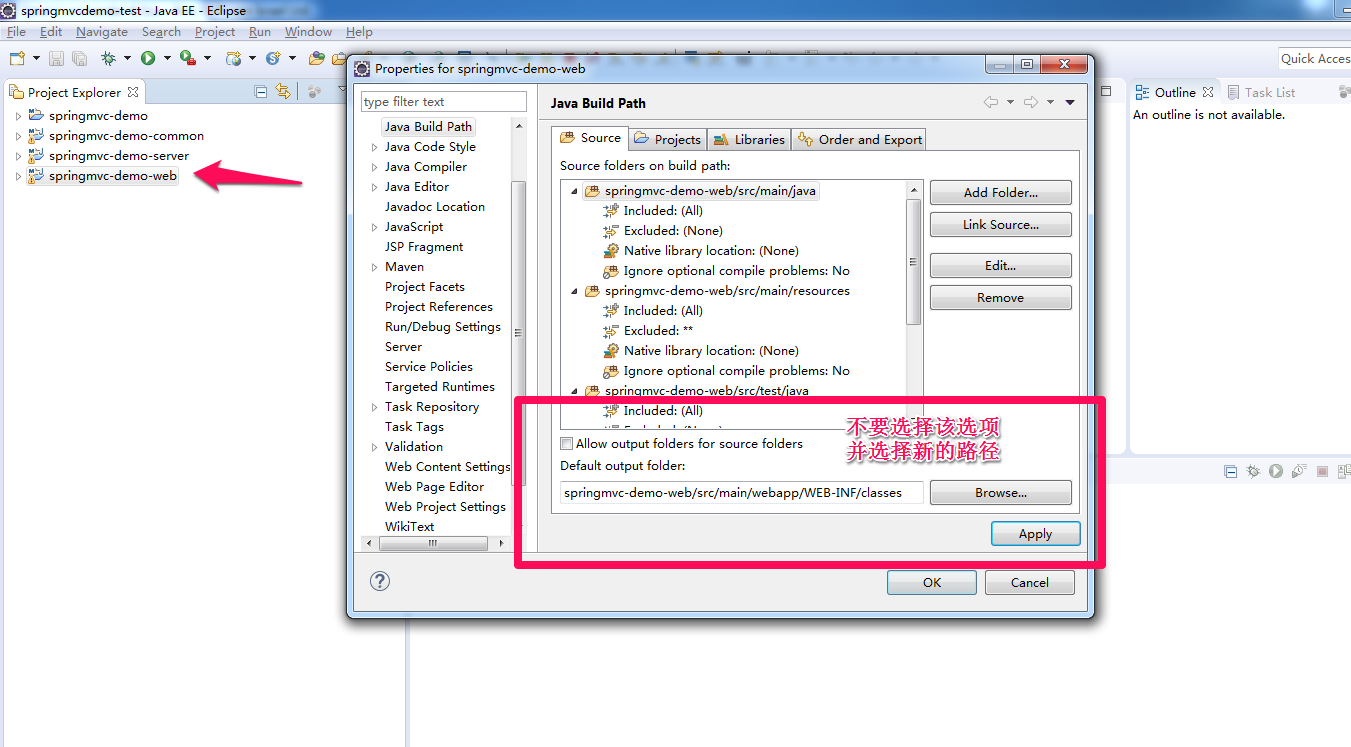 springmvcdemo-test - Java EE - Eclipse
File Edit Navigate Search Project Run Window Help
Quick Acces
Project Explorer
springmvc-demo
springmvc-demo-common
springmvc-demo-server
springmvc-demo-web
Properties for springmvc-demo-web
type filter text
Java Build Path
Java Code Style
Java Compiler
Java Editor
Javadoc Location
JavaScript
JSP Fragment
Maven
Project Facets
Project References
Run/Debug Settings
Server
Service Policies
Targeted Runtimes
Task Repository
Task Tags
Validation
Web Content Settings
Web Page Editor
Web Project Settings
WikiText
Java Build Path
Source Projects Libraries Order and Export
Source folders on build path:
springmvc-demo-web/src/main/java
Included: (All)
Excluded: (None)
Native library location: (None)
Ignore optional compile problems: No
springmvc-demo-web/src/main/resources
Included: (All)
Excluded: **
Native library location: (None)
Ignore optional compile problems: No
springmvc-demo-web/src/test/java
Included: (All)
Add Folder...
Link Source...
Edit...
Remove
不要选择该选项
并选择新的路径
Allow output folders for source folders
Default output folder:
springmvc-demo-web/src/main/webapp/WEB-INF/classes
Browse...
Apply
OK
Cancel
Outline Task List
An outline is not available.